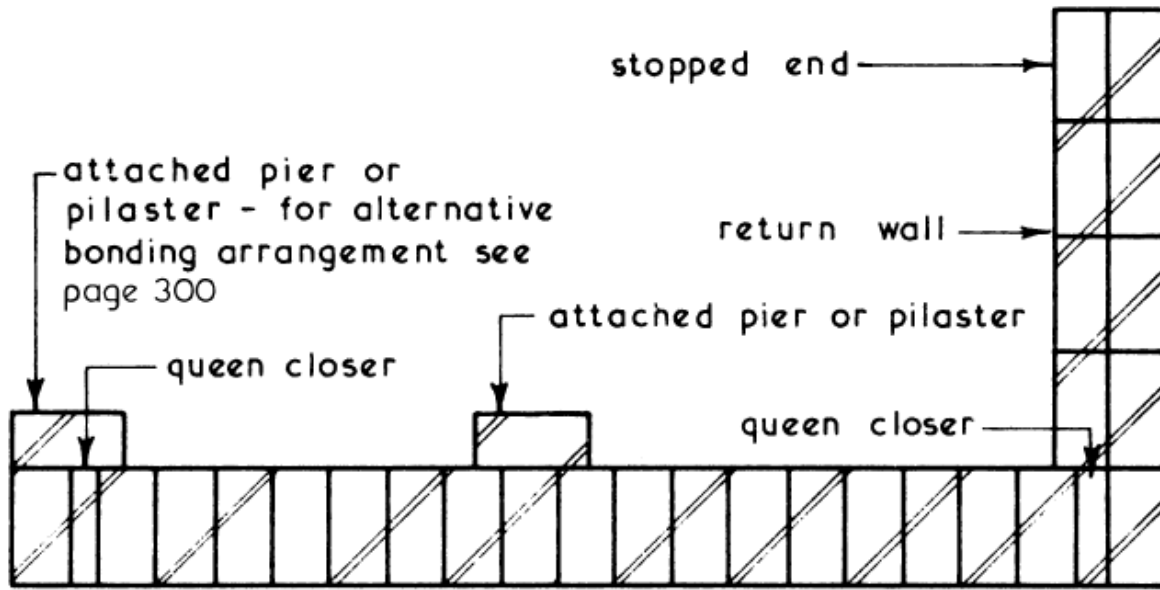 stopped end
attached pier or
pilaster - for alternative
bonding arrangement see
page 300
return wall
attached pier or pilaster
queen closer
queen closer